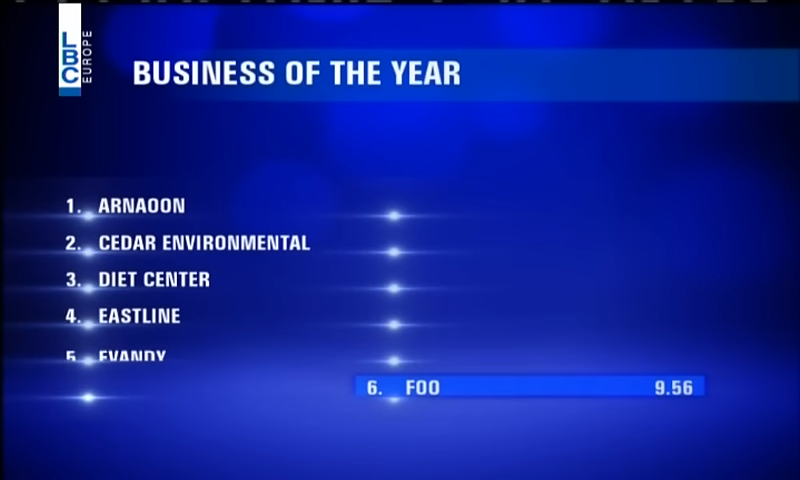 LBC
EUROPE
BUSINESS OF THE YEAR
1. ARNAOON
2. CEDAR ENVIRONMENTAL
3. DIET CENTER
4. EASTLINE
5. EVANDY
6. FOO 9.56